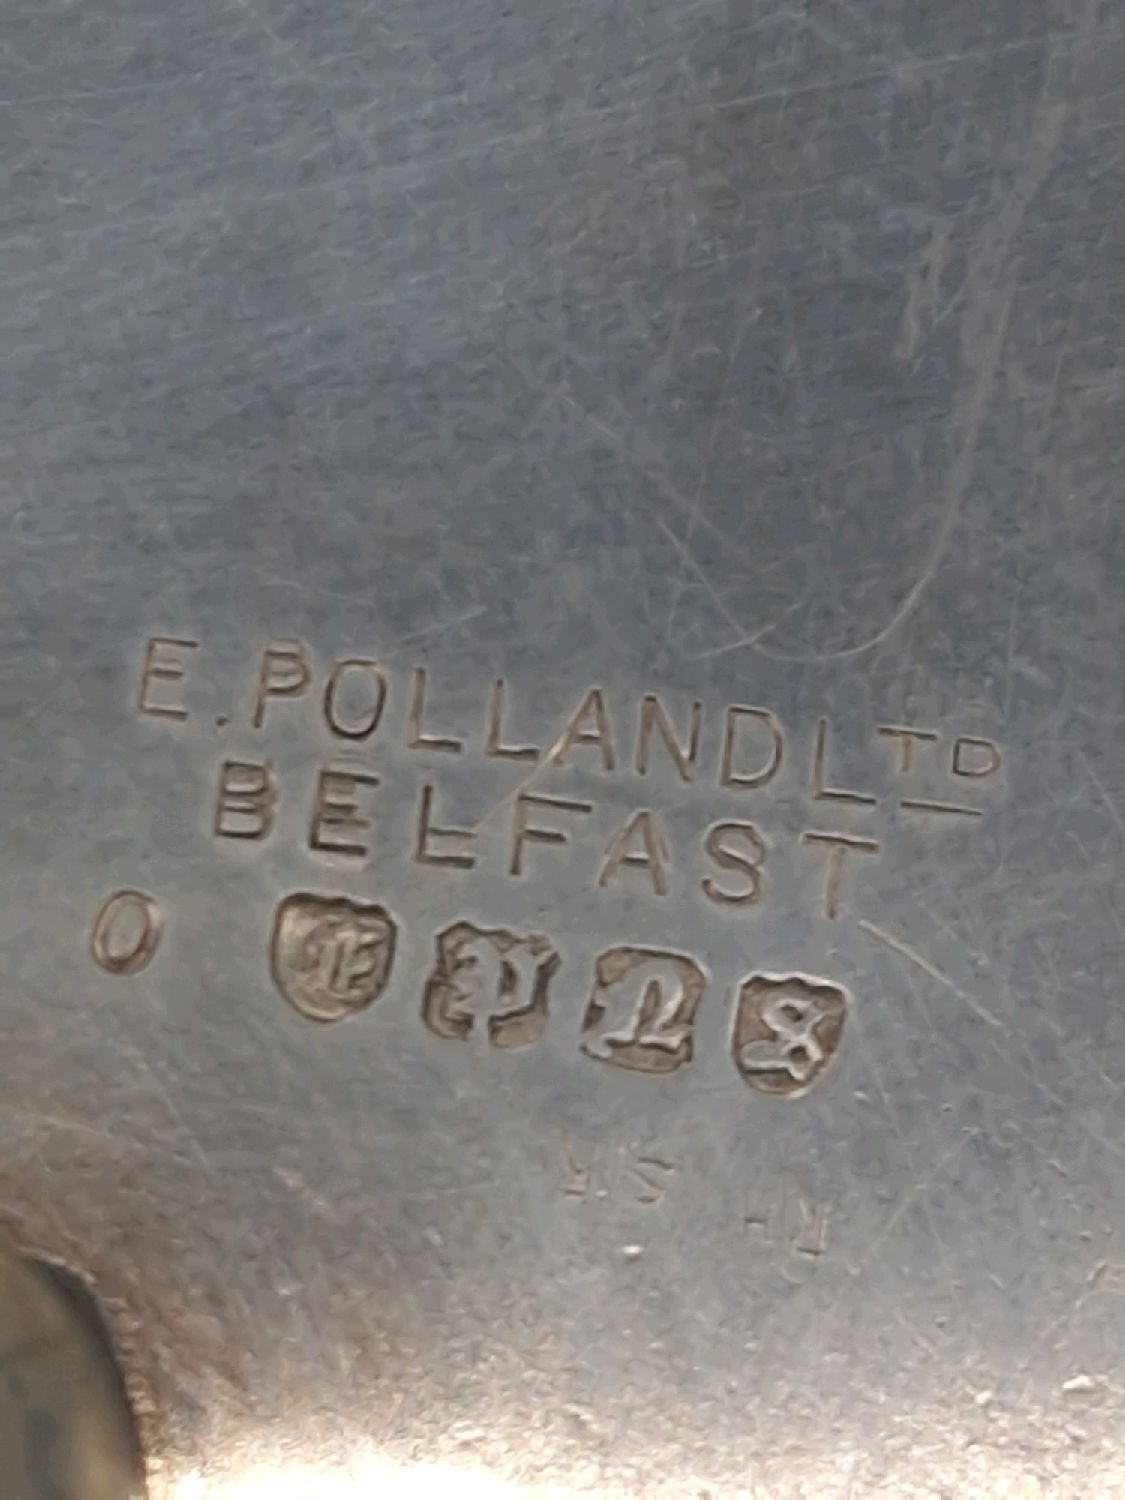 E. POLLAND LTD
BELFAST
O E P N S